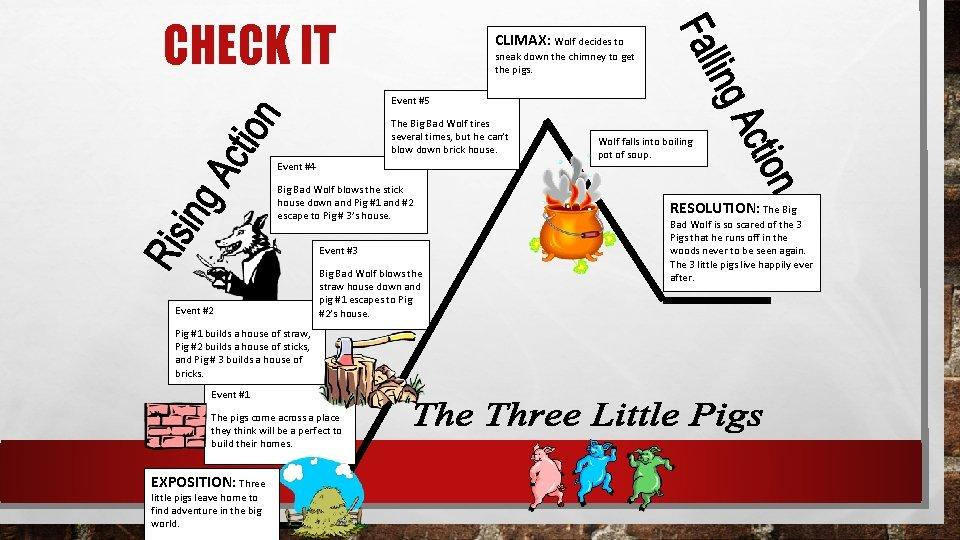 CHECK IT
CLIMAX: Wolf decides to
sneak down the chimney to get
the pigs.
Falling Action
Event #5
The Big Bad Wolf tires
several times, but he can't
blow down brick house.
Wolf falls into boiling
pot of soup.
Rising Action
Event #4
Big Bad Wolf blows the stick
house down and Pig #1 and #2
escape to Pig # 3's house.
RESOLUTION: The Big
Bad Wolf is so scared of the 3
Pigs that he runs off in the
woods never to be seen again.
The 3 little pigs live happily ever
after.
Event #3
Big Bad Wolf blows the
straw house down and
pig #1 escapes to Pig
#2's house.
Event #2
Pig #1 builds a house of straw,
Pig #2 builds a house of sticks,
and Pig # 3 builds a house of
bricks.
Event #1
The pigs come across a place
they think will be a perfect to
build their homes.
The Three Little Pigs
EXPOSITION: Three
little pigs leave home to
find adventure in the big
world.